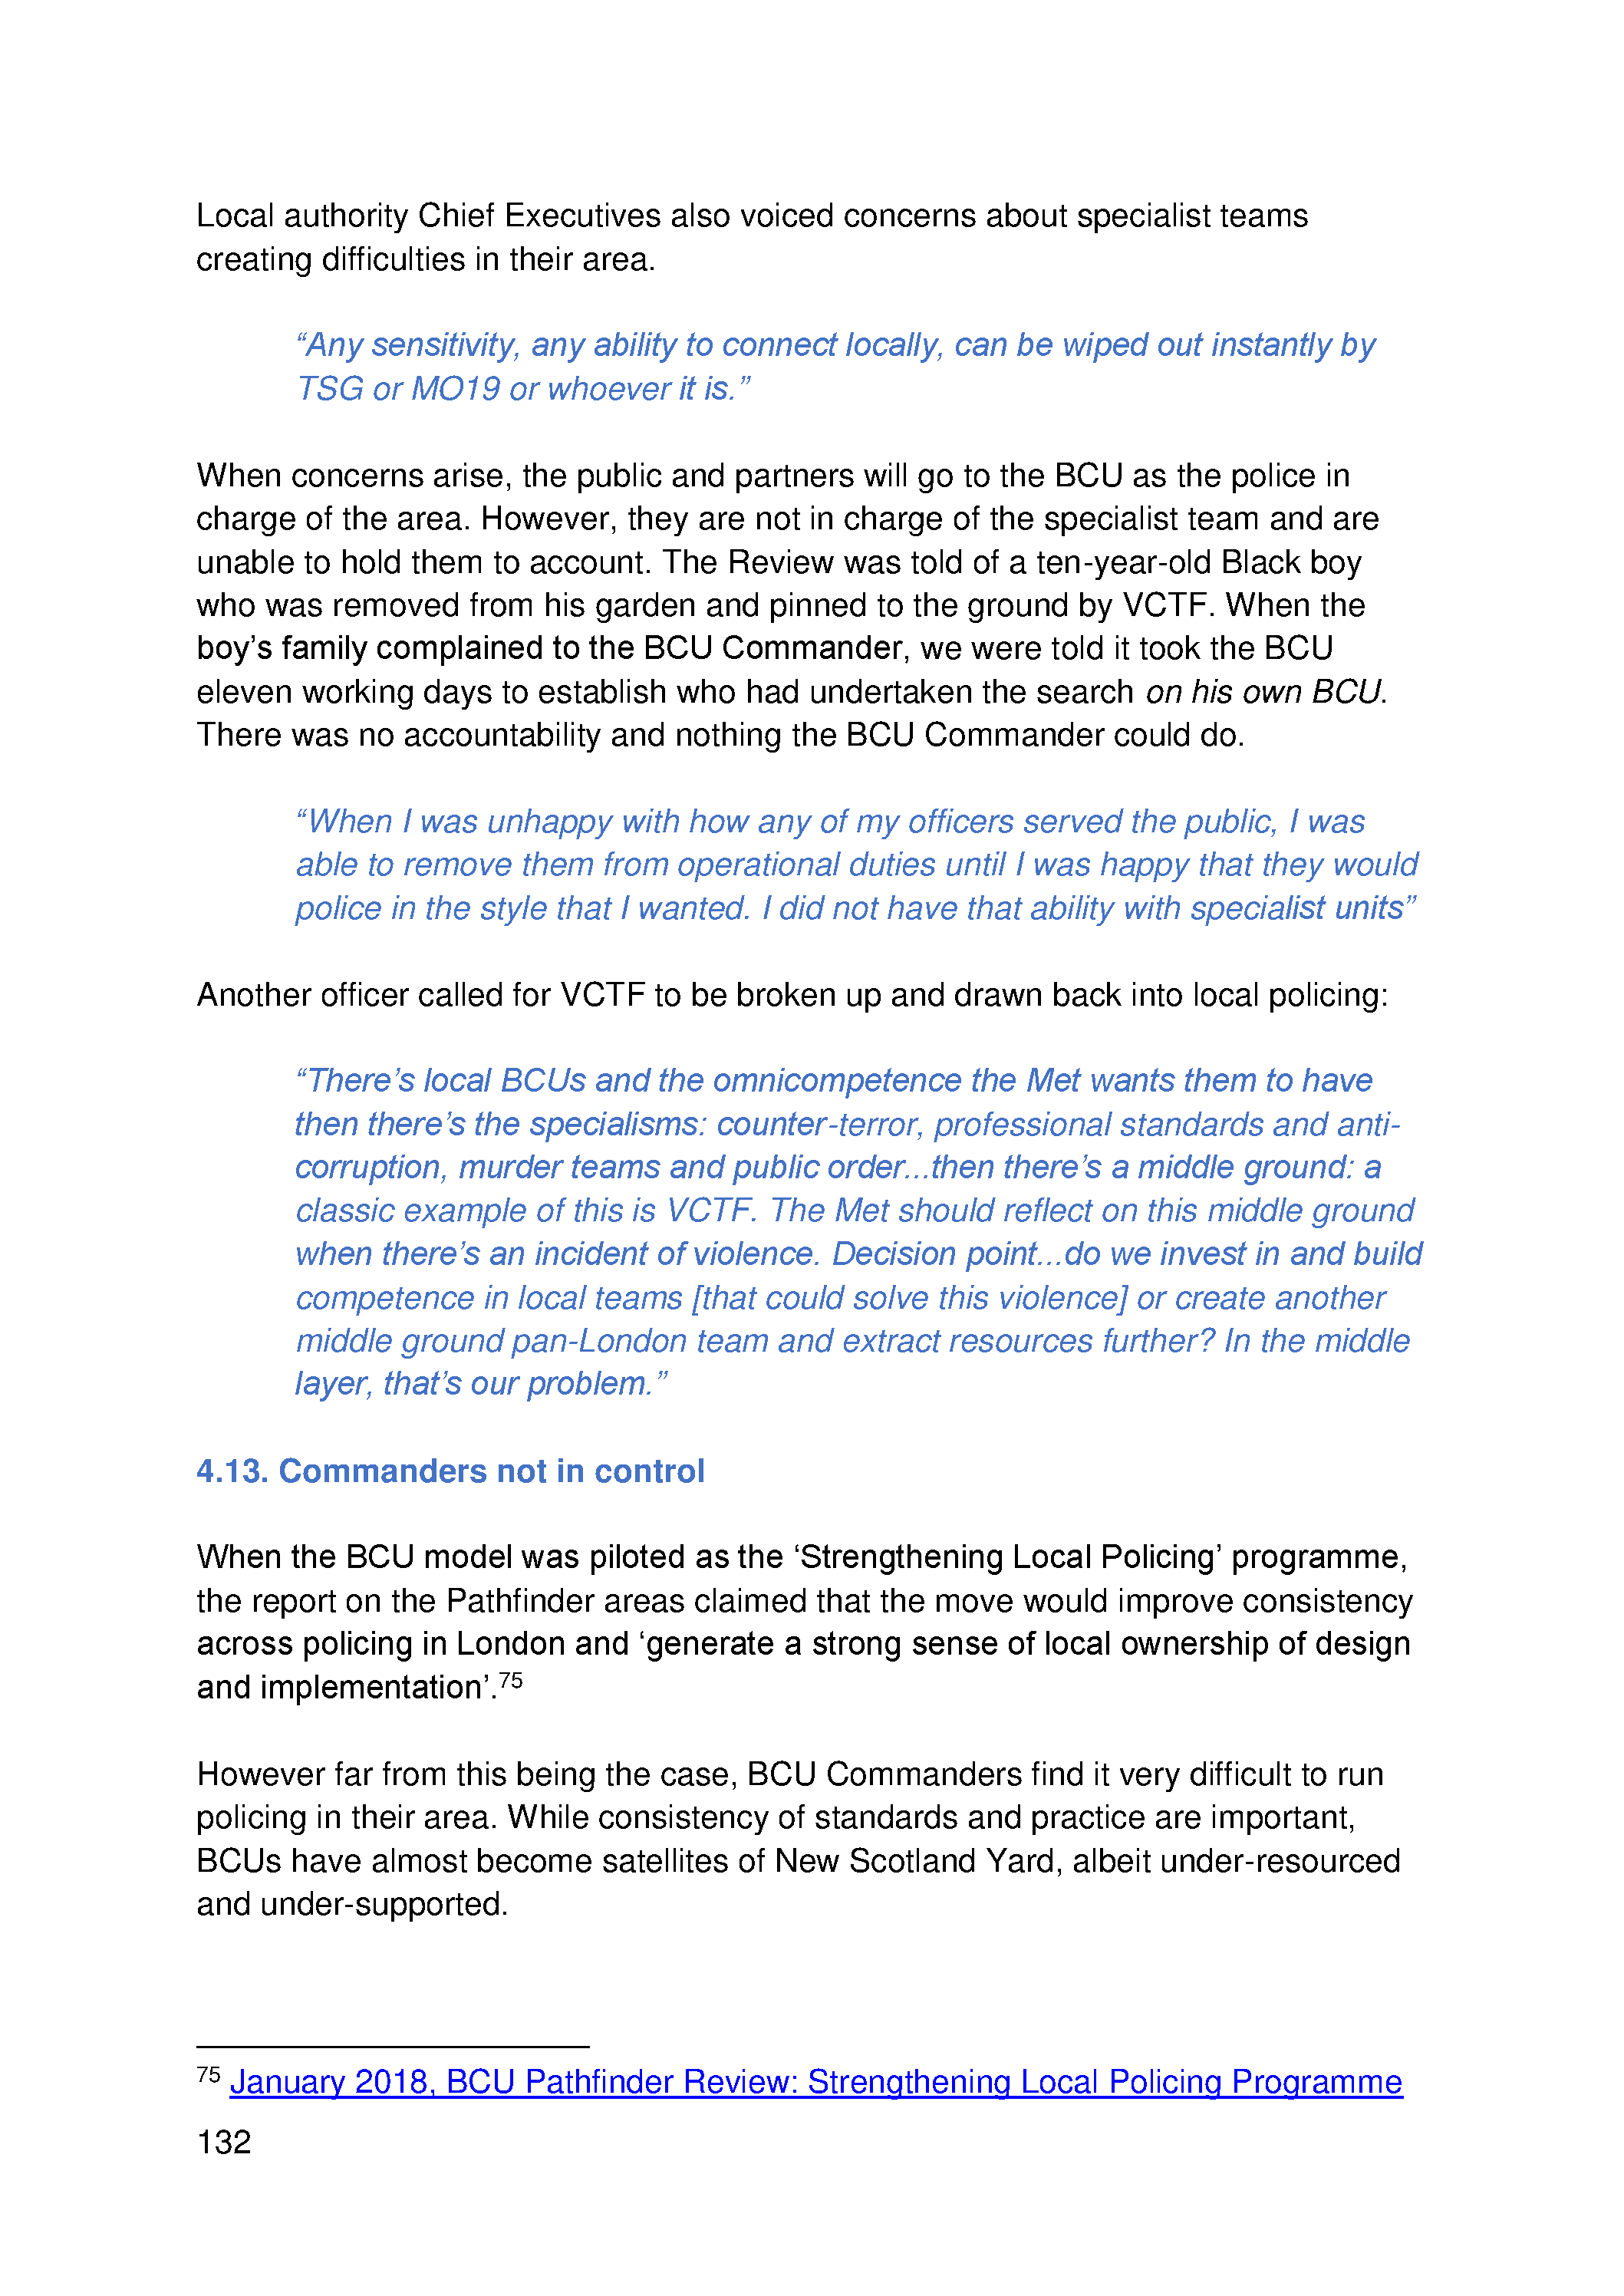 Local authority Chief Executives also voiced concerns about specialist teams
creating difficulties in their area.
“Any sensitivity, any ability to connect locally, can be wiped out instantly by
TSG or MO19 or whoever it is.”
When concerns arise, the public and partners will go to the BCU as the police in
charge of the area. However, they are not in charge of the specialist team and are
unable to hold them to account. The Review was told of a ten-year-old Black boy
who was removed from his garden and pinned to the ground by VCTF. When the
boy’s family complained to the BCU Commander, we were told it took the BCU
eleven working days to establish who had undertaken the search on his own BCU.
There was no accountability and nothing the BCU Commander could do.
“When I was unhappy with how any of my officers served the public, I was
able to remove them from operational duties until I was happy that they would
police in the style that I wanted. I did not have that ability with specialist units”
Another officer called for VCTF to be broken up and drawn back into local policing:
“There’s local BCUs and the omnicompetence the Met wants them to have
then there’s the specialisms: counter-terror, professional standards and anti-
corruption, murder teams and public order...then there’s a middle ground: a
classic example of this is VCTF. The Met should reflect on this middle ground
when there’s an incident of violence. Decision point...do we invest in and build
competence in local teams [that could solve this violence] or create another
middle ground pan-London team and extract resources further? In the middle
layer, that’s our problem.”
4.13. Commanders not in control
When the BCU model was piloted as the ‘Strengthening Local Policing’ programme,
the report on the Pathfinder areas claimed that the move would improve consistency
across policing in London and ‘generate a strong sense of local ownership of design
and implementation’.75
However far from this being the case, BCU Commanders find it very difficult to run
policing in their area. While consistency of standards and practice are important,
BCUs have almost become satellites of New Scotland Yard, albeit under-resourced
and under-supported.
75 January 2018, BCU Pathfinder Review: Strengthening Local Policing Programme
132